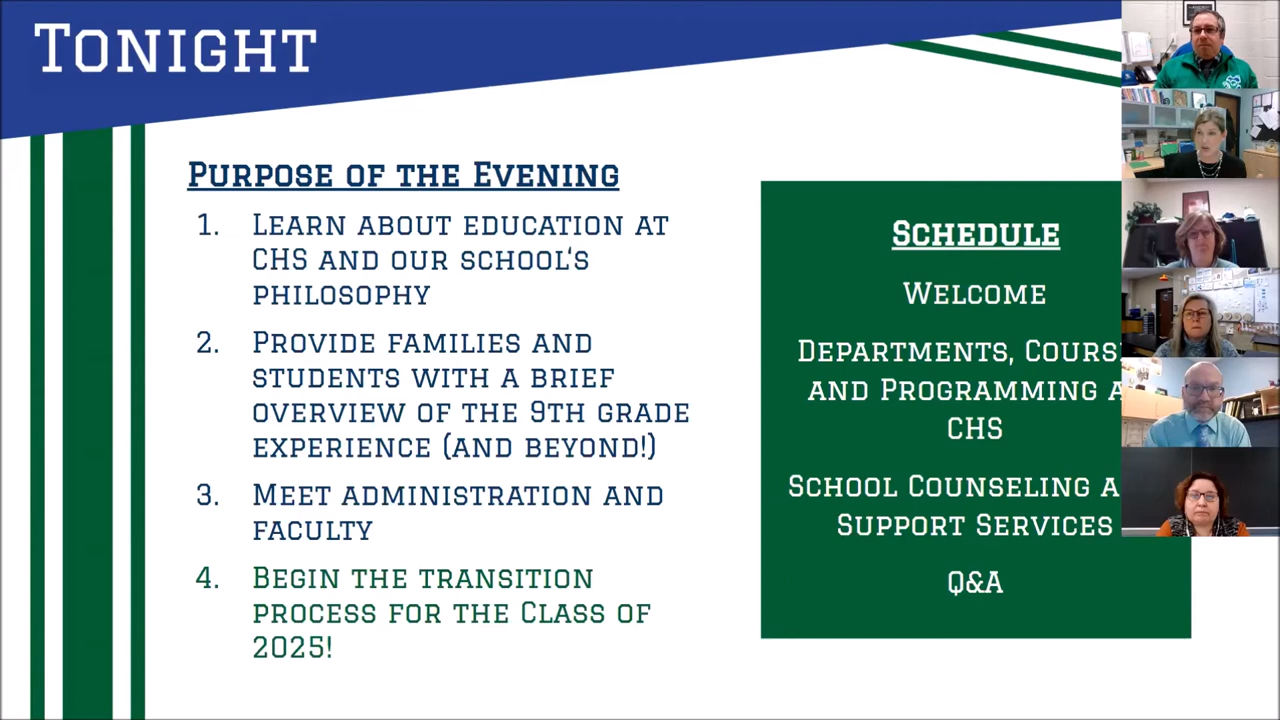 Tonight
Purpose of the Evening
1. Learn about education at
CHS and our school‘s
philosophy
2. Provide families and
students with a brief
overview of the 9th grade
experience (and beyond!)
3. Meet administration and
faculty
4. Begin the transition
process for the Class of
2025!
Schedule
Welcome
Departments,
and Programming
CHS
School Counseling
Support Services
Q&A